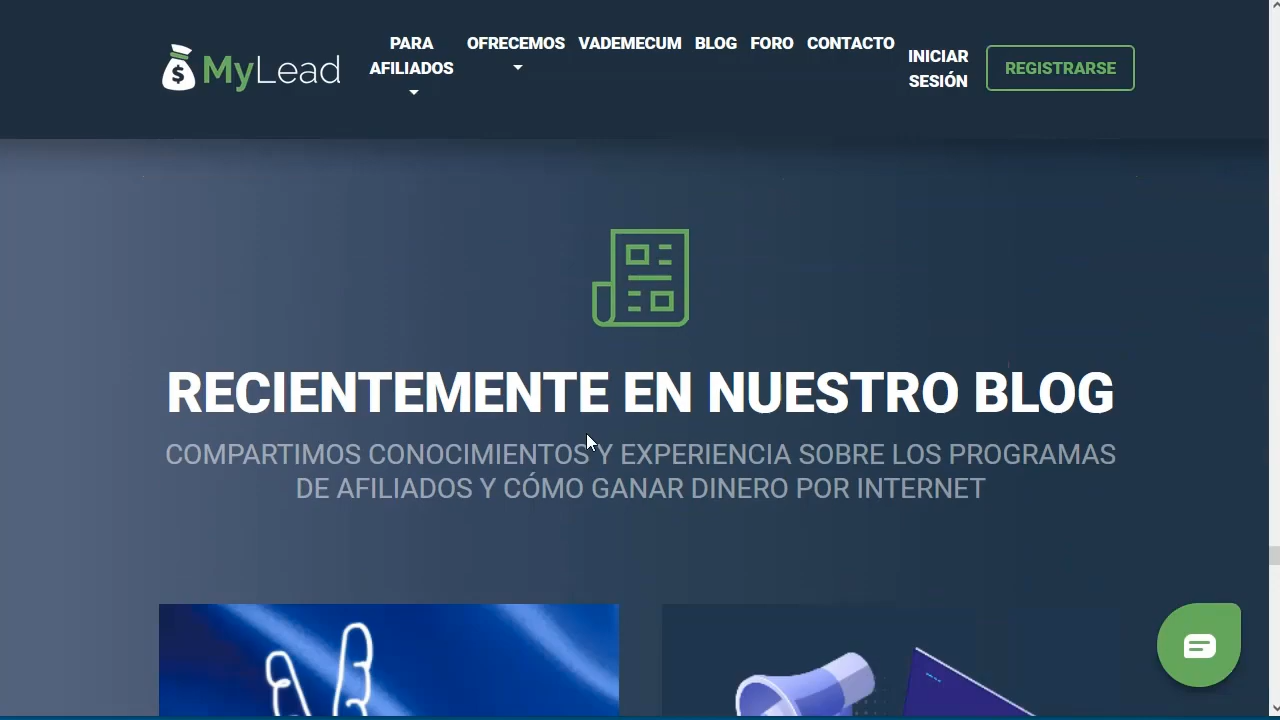 $ MyLead
PARA
AFILIADOS
OFRECEMOS
VADEMECUM
BLOG
FORO
CONTACTO
INICIAR
SESIÓN
REGISTRARSE
RECIENTEMENTE EN NUESTRO BLOG
COMPARTIMOS CONOCIMIENTOS Y EXPERIENCIA SOBRE LOS PROGRAMAS
DE AFILIADOS Y CÓMO GANAR DINERO POR INTERNET